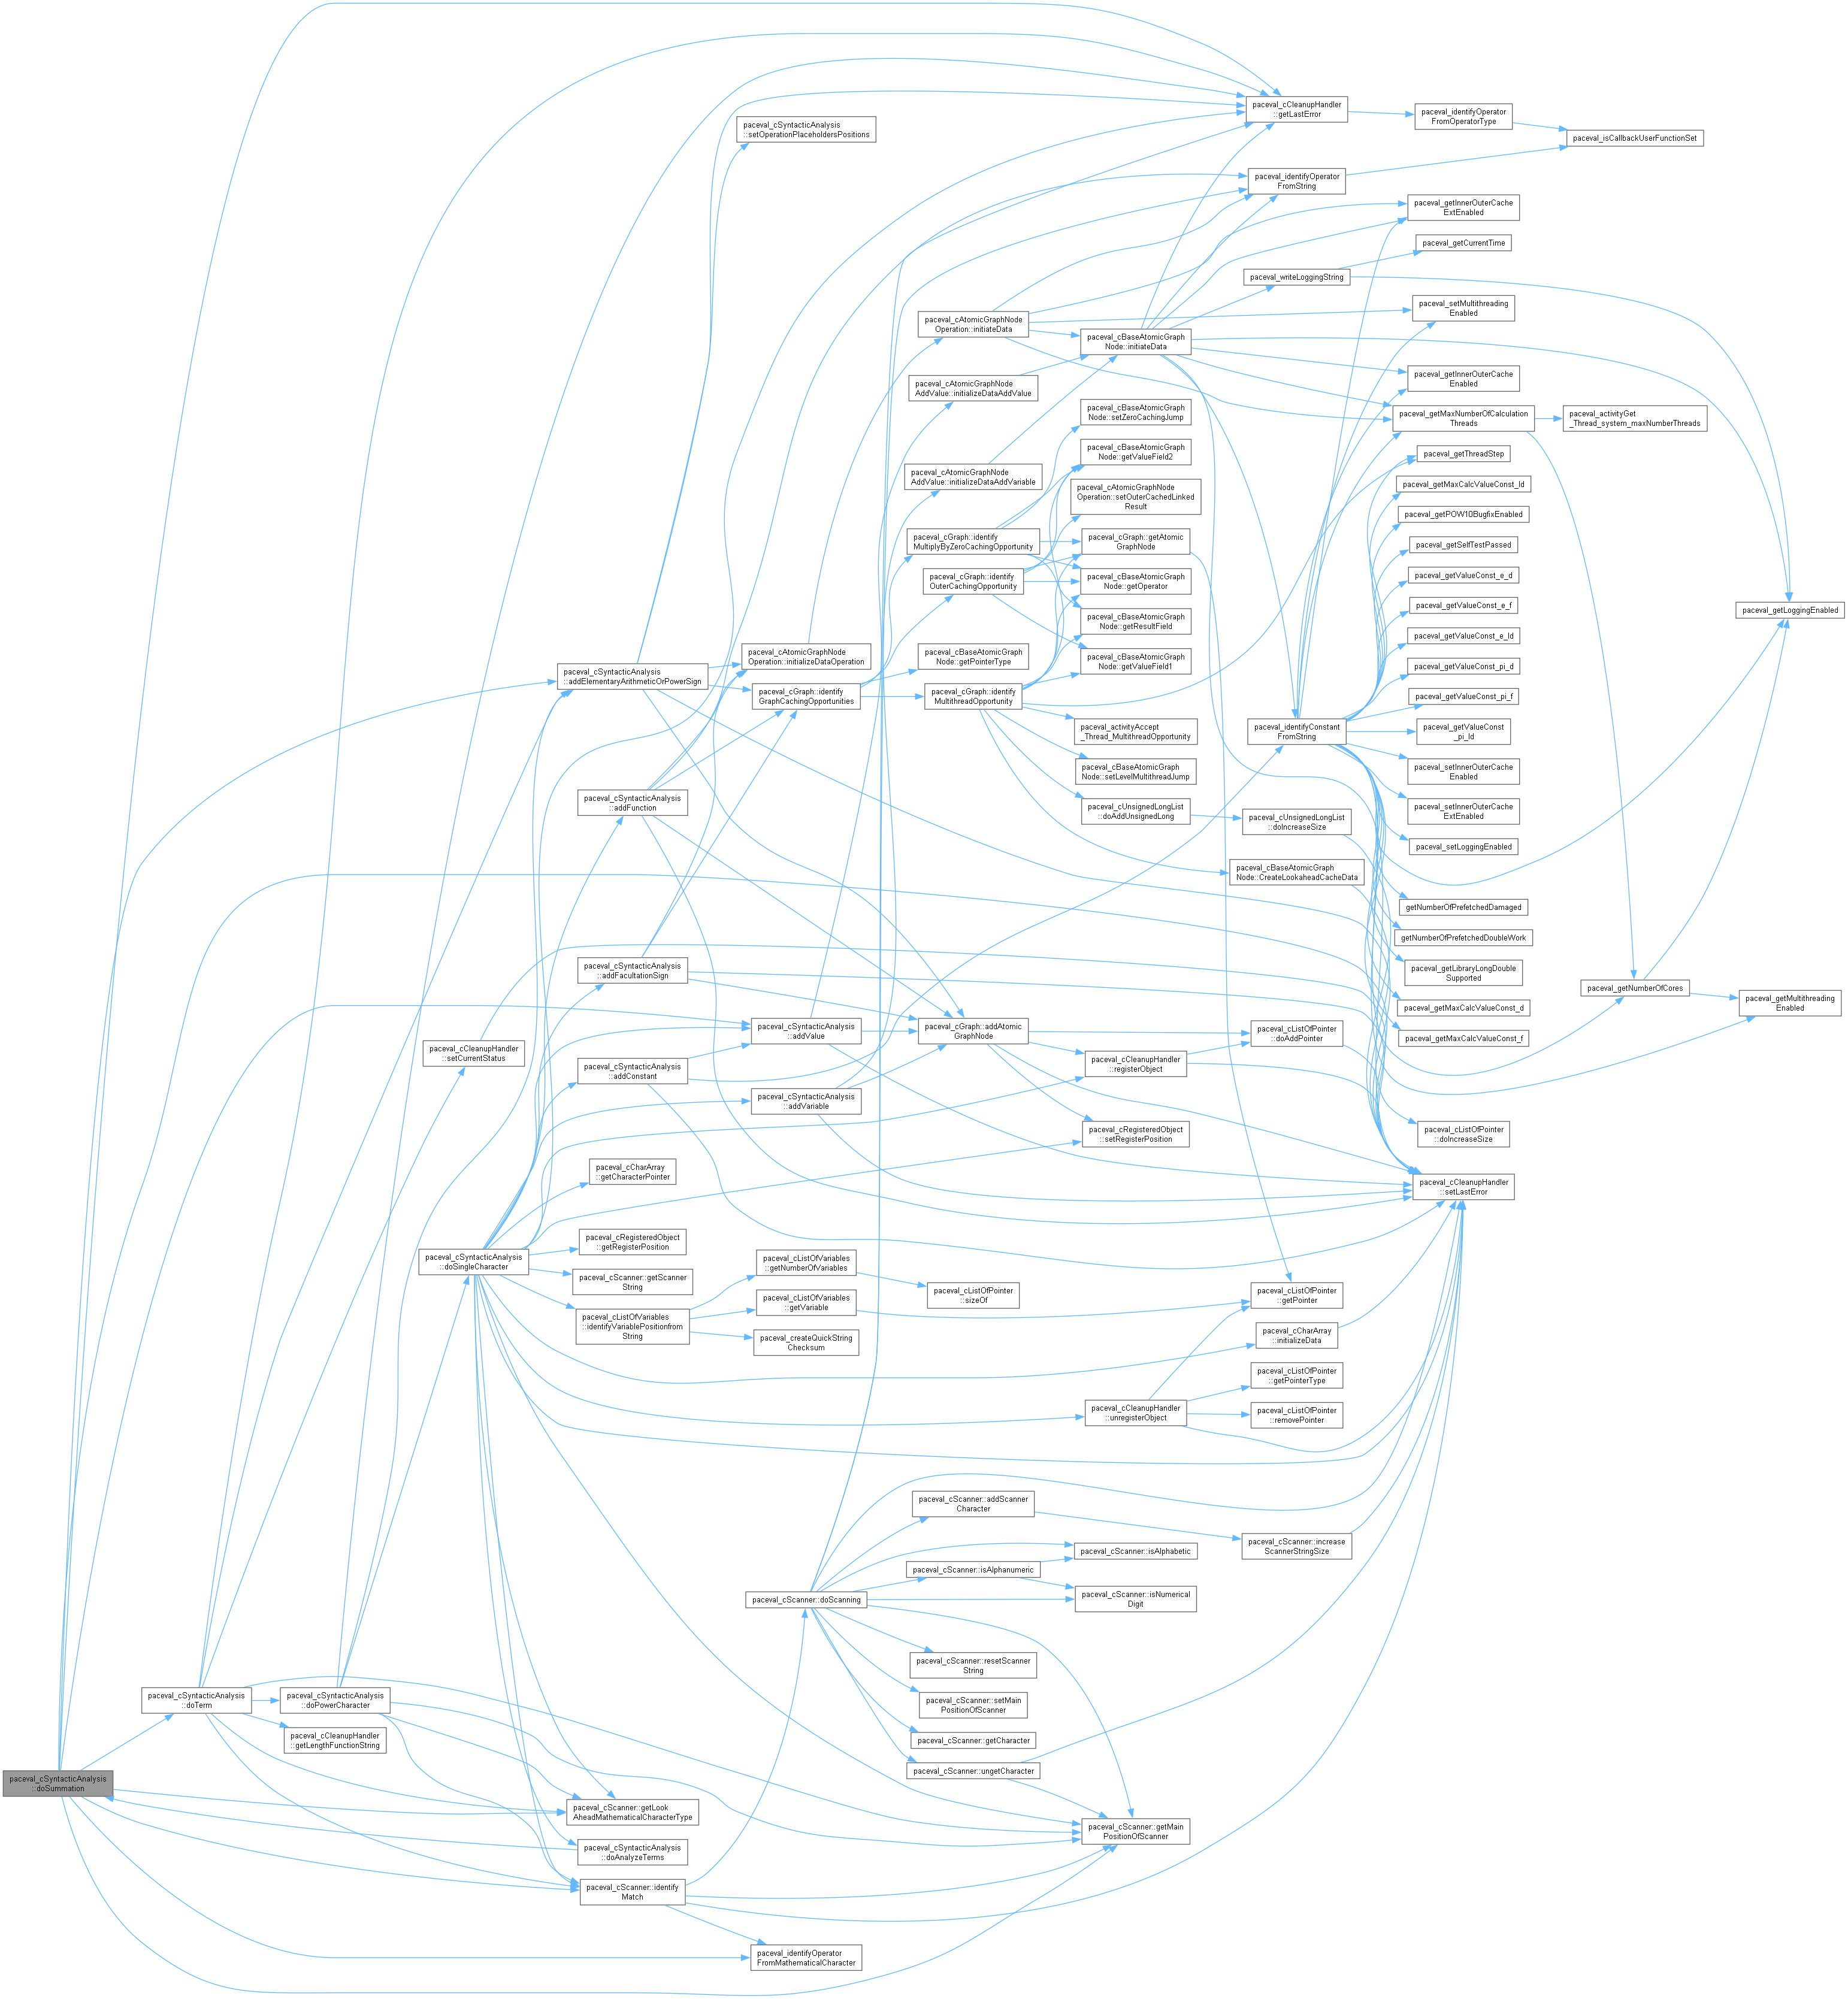 paceval_cSyntacticAnalysis
::doSummation
paceval_cSyntacticAnalysis
::doTerm
paceval_cSyntacticAnalysis
::doPowerCharacter
paceval_cCleanupHandler
::getLengthFunctionString
paceval_cCleanupHandler
::setCurrentStatus
paceval_cSyntacticAnalysis
::doSingleCharacter
paceval_cSyntacticAnalysis
::addElementaryArithmeticOrPowerSign
paceval_cSyntacticAnalysis
::addFunction
paceval_cSyntacticAnalysis
::addFacultationSign
paceval_cSyntacticAnalysis
::addConstant
paceval_cCharArray
::getCharacterPointer
paceval_cRegisteredObject
::getRegisterPosition
paceval_cScanner::getScanner
String
paceval_cListOfVariables
::identifyVariablePositionfrom
String
paceval_cScanner::getLook
AheadMathematicalCharacterType
paceval_cSyntacticAnalysis
::doAnalyzeTerms
paceval_cScanner::identify
Match
paceval_cSyntacticAnalysis
::setOperationPlaceholdersPositions
paceval_cAtomicGraphNode
Operation::initializeDataOperation
paceval_cGraph::identify
GraphCachingOpportunities
paceval_cSyntacticAnalysis
::addValue
paceval_cSyntacticAnalysis
::addVariable
paceval_cListOfVariables
::getNumberOfVariables
paceval_cListOfVariables
::getVariable
paceval_createQuickString
Checksum
paceval_cScanner::doScanning
paceval_identifyOperator
FromMathematicalCharacter
paceval_cAtomicGraphNode
Operation::initiateData
paceval_cAtomicGraphNode
AddValue::initializeDataAddValue
paceval_cAtomicGraphNode
AddValue::initializeDataAddVariable
paceval_cGraph::identify
MultiplyByZeroCachingOpportunity
paceval_cGraph::identify
OuterCachingOpportunity
paceval_cBaseAtomicGraph
Node::getPointerType
paceval_cGraph::identify
MultithreadOpportunity
paceval_cGraph::addAtomic
GraphNode
paceval_cListOfPointer
::sizeOf
paceval_cScanner::addScanner
Character
paceval_cScanner::isAlphanumeric
paceval_cScanner::resetScanner
String
paceval_cScanner::setMain
PositionOfScanner
paceval_cScanner::getCharacter
paceval_cScanner::ungetCharacter
paceval_cBaseAtomicGraph
Node::initiateData
paceval_cBaseAtomicGraph
Node::setZeroCachingJump
paceval_cBaseAtomicGraph
Node::getValueField2
paceval_cAtomicGraphNode
Operation::setOuterCachedLinked
Result
paceval_cGraph::getAtomic
GraphNode
paceval_cBaseAtomicGraph
Node::getOperator
paceval_cBaseAtomicGraph
Node::getResultField
paceval_cBaseAtomicGraph
Node::getValueField1
paceval_activityAccept
_Thread_MultithreadOpportunity
paceval_cBaseAtomicGraph
Node::setLevelMultithreadJump
paceval_cUnsignedLongList
::doAddUnsignedLong
paceval_cCleanupHandler
::registerObject
paceval_cRegisteredObject
::setRegisterPosition
paceval_cCleanupHandler
::unregisterObject
paceval_cScanner::isAlphabetic
paceval_cScanner::isNumerical
Digit
paceval_cScanner::getMain
PositionOfScanner
paceval_cCleanupHandler
::getLastError
paceval_identifyOperator
FromString
paceval_writeLoggingString
paceval_identifyConstant
FromString
paceval_cUnsignedLongList
::doIncreaseSize
paceval_cBaseAtomicGraph
Node::CreateLookaheadCacheData
paceval_cListOfPointer
::doAddPointer
paceval_cListOfPointer
::getPointer
paceval_cCharArray
::initializeData
paceval_cListOfPointer
::getPointerType
paceval_cListOfPointer
::removePointer
paceval_cScanner::increase
ScannerStringSize
paceval_identifyOperator
FromOperatorType
paceval_getInnerOuterCache
ExtEnabled
paceval_getCurrentTime
paceval_setMultithreading
Enabled
paceval_getInnerOuterCache
Enabled
paceval_getMaxNumberOfCalculation
Threads
paceval_getThreadStep
paceval_getMaxCalcValueConst_ld
paceval_getPOW10BugfixEnabled
paceval_getSelfTestPassed
paceval_getValueConst_e_d
paceval_getValueConst_e_f
paceval_getValueConst_e_ld
paceval_getValueConst_pi_d
paceval_getValueConst_pi_f
paceval_getValueConst
_pi_ld
paceval_setInnerOuterCache
Enabled
paceval_setInnerOuterCache
ExtEnabled
paceval_setLoggingEnabled
getNumberOfPrefetchedDamaged
getNumberOfPrefetchedDoubleWork
paceval_getLibraryLongDouble
Supported
paceval_getMaxCalcValueConst_d
paceval_getMaxCalcValueConst_f
paceval_cListOfPointer
::doIncreaseSize
paceval_cCleanupHandler
::setLastError
paceval_isCallbackUserFunctionSet
paceval_activityGet
_Thread_system_maxNumberThreads
paceval_getNumberOfCores
paceval_getLoggingEnabled
paceval_getMultithreading
Enabled